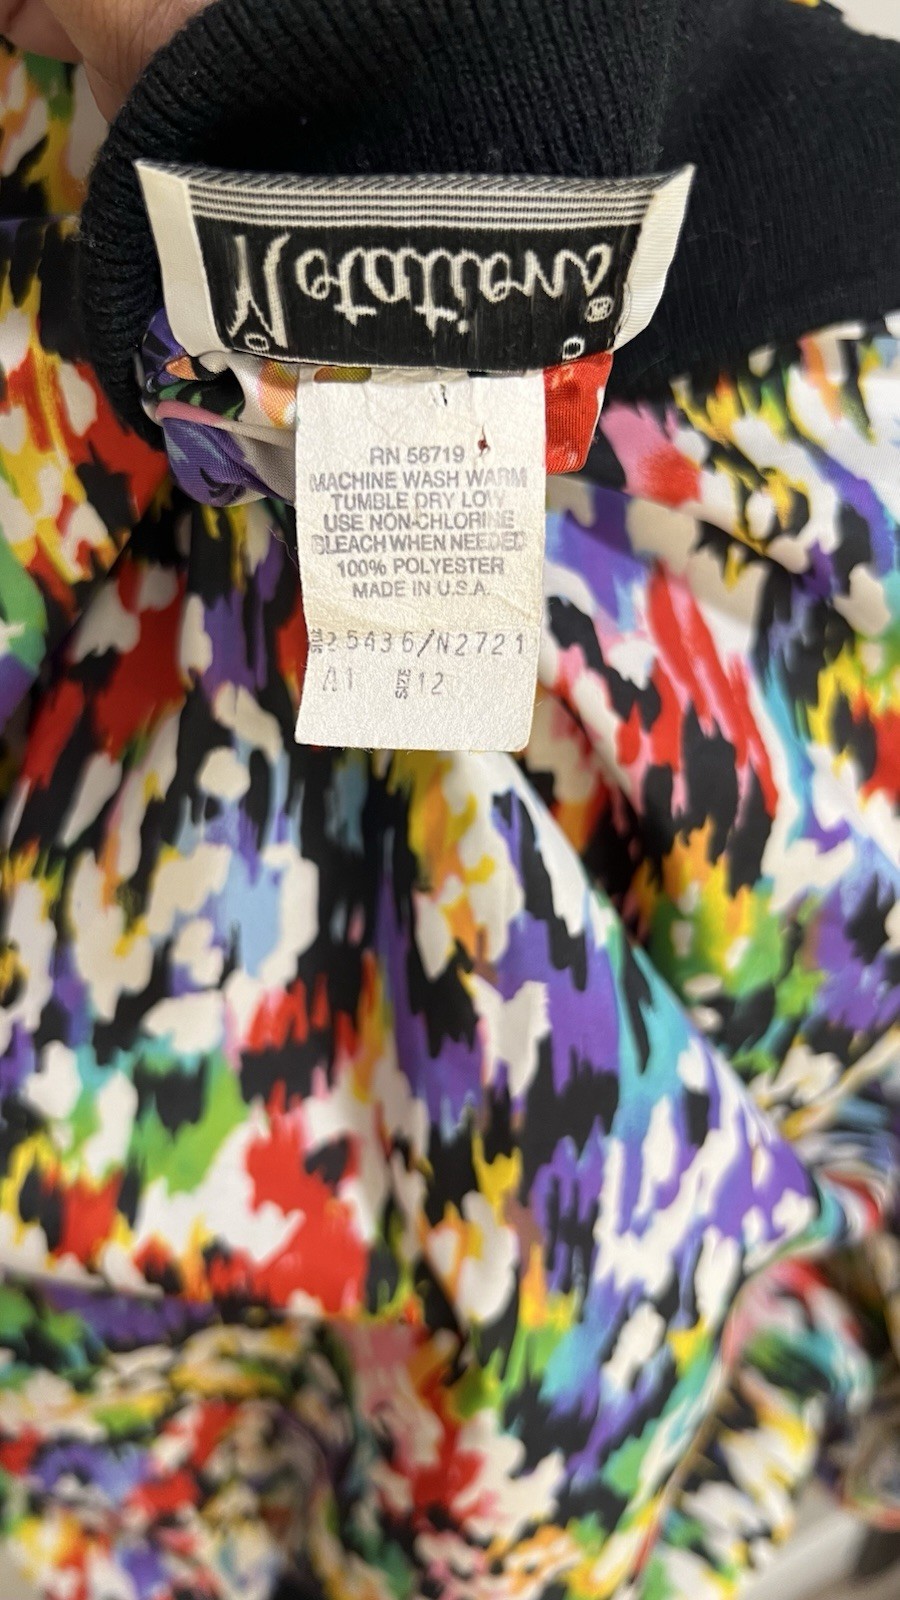 RN 56719
MACHINE WASH WARM
TUMBLE DRY LOW
USE NON-CHLORINE
BLEACH WHEN NEEDED
100% POLYESTER
MADE IN U.S.A.
25436/N2721
A1 SIZE 12